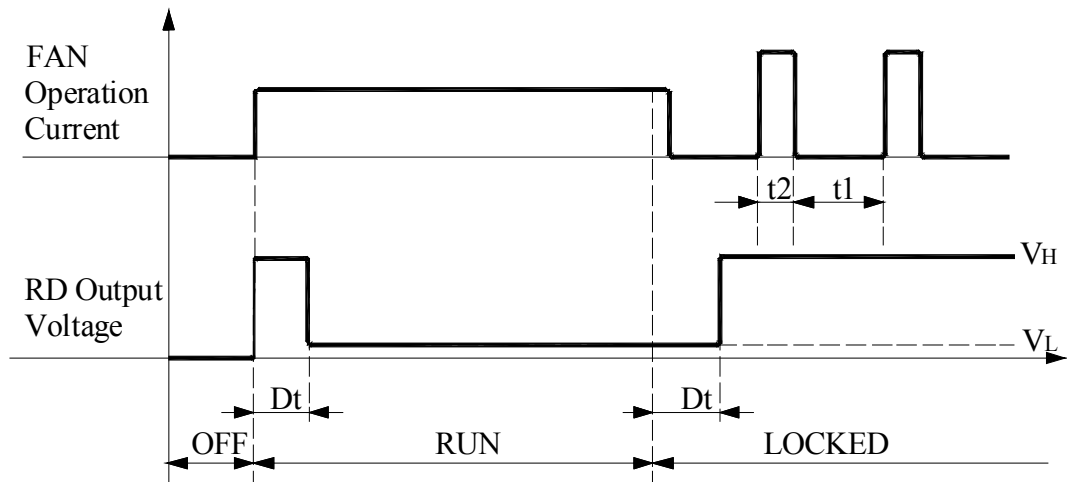 FAN
Operation
Current
t2
t1
VH
RD Output
Voltage
VL
Dt
Dt
OFF
RUN
LOCKED